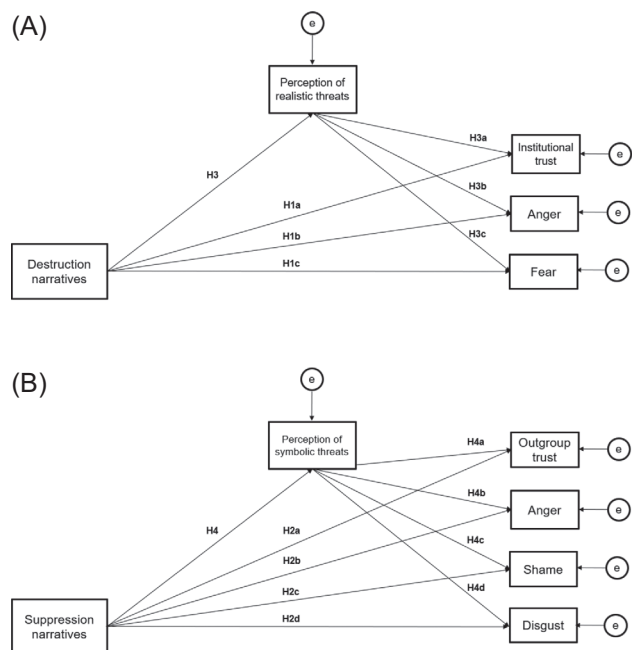 (A)
e
Perception of
realistic threats
H3a
Institutional
trust
e
H3
H3b
H1a
Anger
e
H1b
H3c
Destruction
narratives
H1c
Fear
e
(B)
e
Perception of
symbolic threats
H4a
Outgroup
trust
e
H4b
H4
H2a
Anger
e
H4c
H2b
Shame
e
H2c
H4d
Suppression
narratives
H2d
Disgust
e